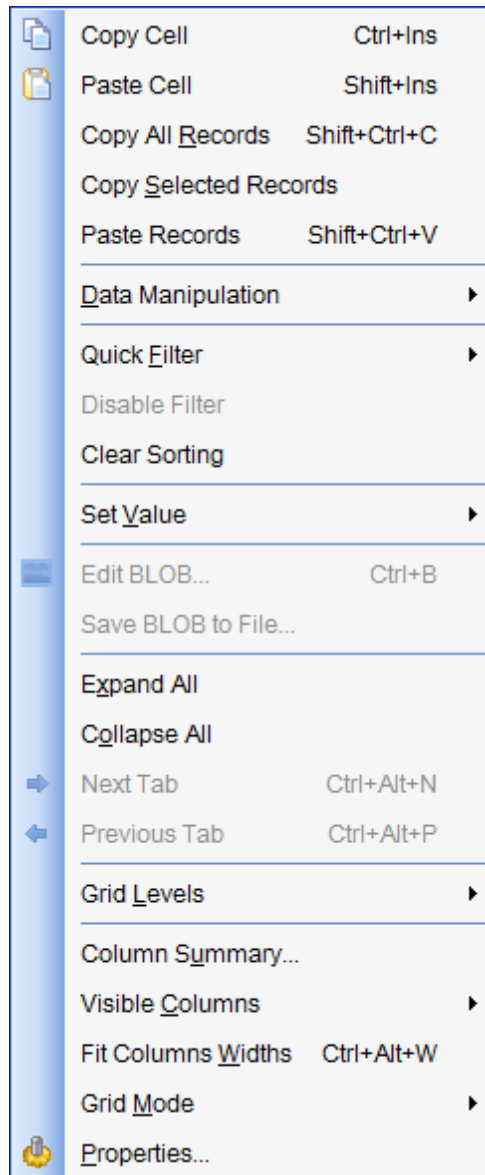 Copy Cell Ctrl+Ins
Paste Cell Shift+Ins
Copy All Records Shift+Ctrl+C
Copy Selected Records
Paste Records Shift+Ctrl+V
Data Manipulation
Quick Filter
Disable Filter
Clear Sorting
Set Value
Edit BLOB... Ctrl+B
Save BLOB to File...
Expand All
Collapse All
Next Tab Ctrl+Alt+N
Previous Tab Ctrl+Alt+P
Grid Levels
Column Summary...
Visible Columns
Fit Columns Widths Ctrl+Alt+W
Grid Mode
Properties...